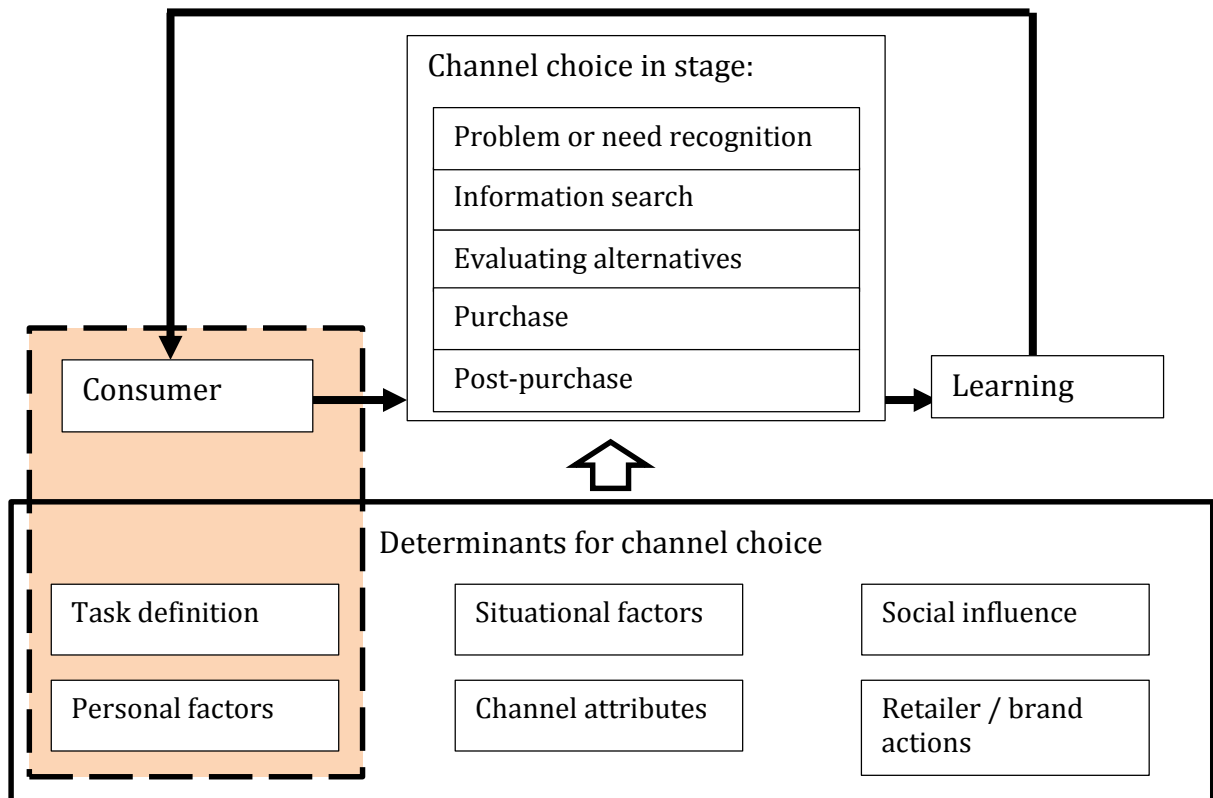 Channel choice in stage:
Problem or need recognition
Information search
Evaluating alternatives
Purchase
Post-purchase
Consumer
Learning
Determinants for channel choice
Task definition
Situational factors
Social influence
Personal factors
Channel attributes
Retailer / brand
actions